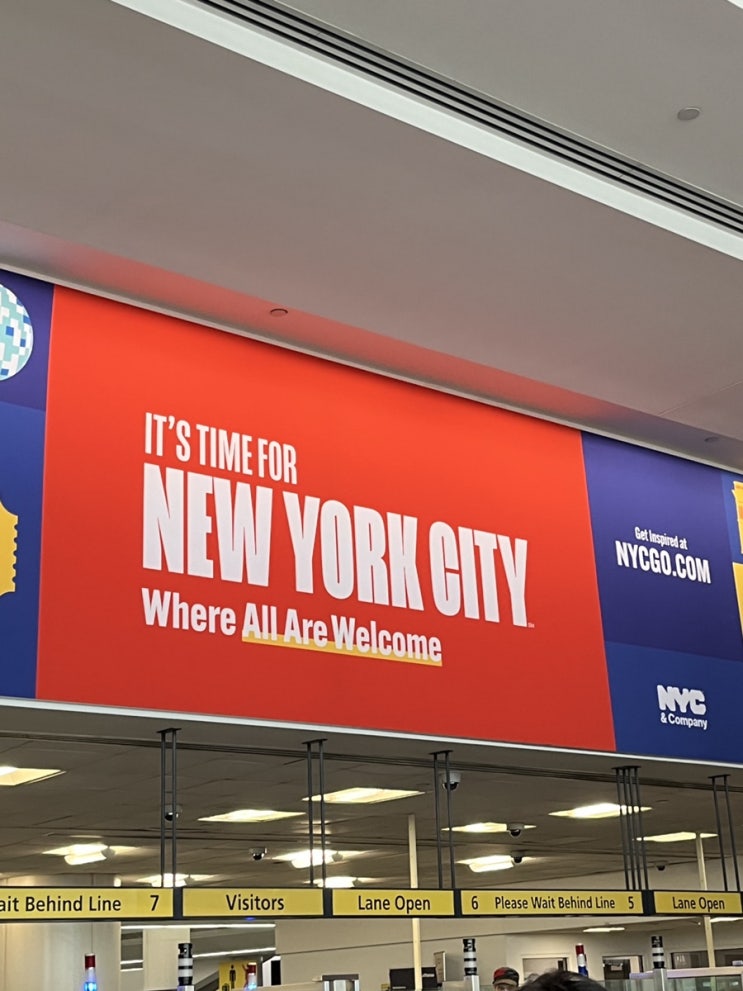 IT'S TIME FOR
NEW YORK CITY
Where All Are Welcome
Get Inspired at
NYCGO.COM
NYC
& Company
ait Behind Line 7
Visitors
Lane Open
6 Please Wait Behind Line 5
Lane Open